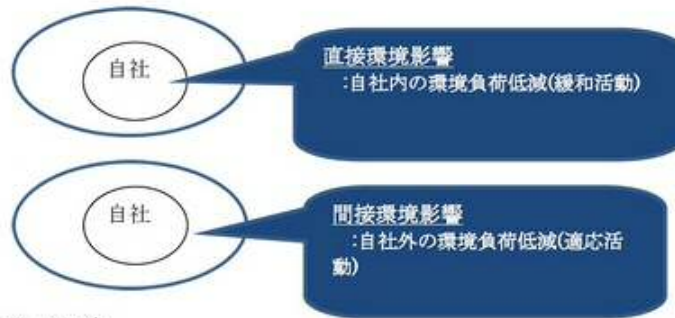 自社
直接環境影響
:自社内の環境負荷低減(緩和活動)
自社
間接環境影響
:自社外の環境負荷低減(適応活
動)